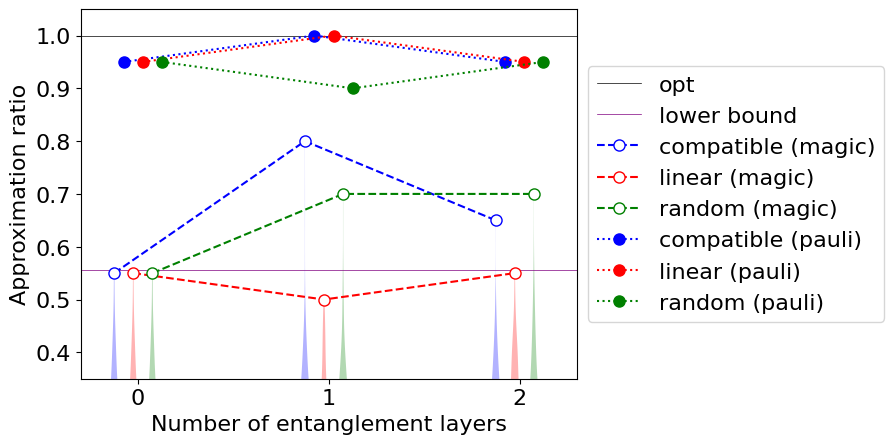 1.0
0.9
0.8
0.7
0.6
0.5
0.4
Approximation ratio
0 1 2
Number of entanglement layers
opt
lower bound
compatible (magic)
linear (magic)
random (magic)
compatible (pauli)
linear (pauli)
random (pauli)